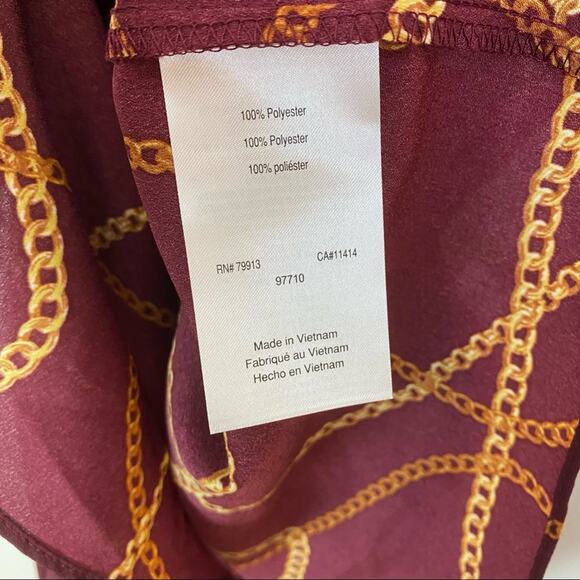 100% Polyester
100% Polyester
100% poliéster
RN# 79913 CA#11414
97710
Made in Vietnam
Fabriqué au Vietnam
Hecho en Vietnam